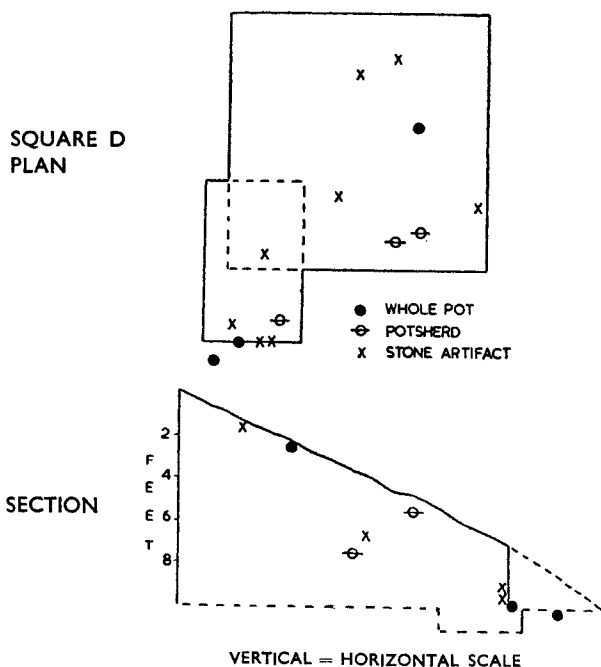 SQUARE D
PLAN
WHOLE POT
POTSHERD
X STONE ARTIFACT
SECTION
2
F
E 4
E 6
T
8
VERTICAL = HORIZONTAL SCALE